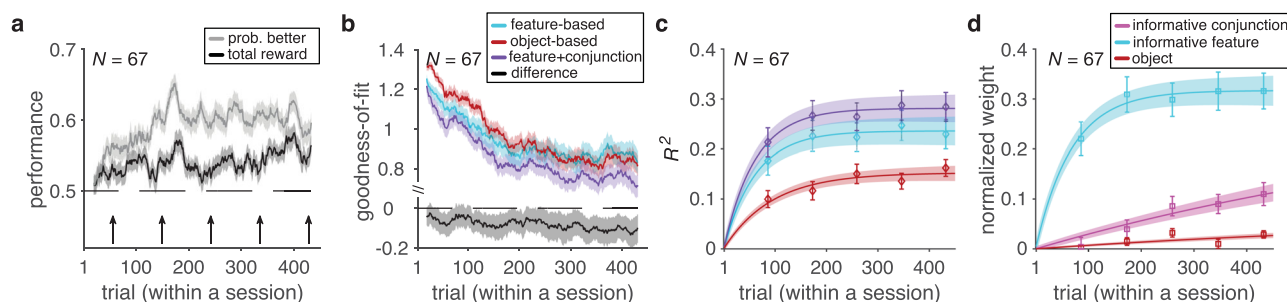 a
prob. better
total reward
N = 67
performance
0.7
0.6
0.5
1 100 200 300 400
trial (within a session)
b
feature-based
object-based
feature+conjunction
difference
N = 67
goodness-of-fit
1.4
1.2
1
0.8
0
-0.2
1 100 200 300 400
trial (within a session)
c
N = 67
R²
0.4
0.3
0.2
0.1
0
1 100 200 300 400
trial (within a session)
d
informative conjunction
informative feature
object
N = 67
normalized weight
0.4
0.3
0.2
0.1
0
1 100 200 300 400
trial (within a session)